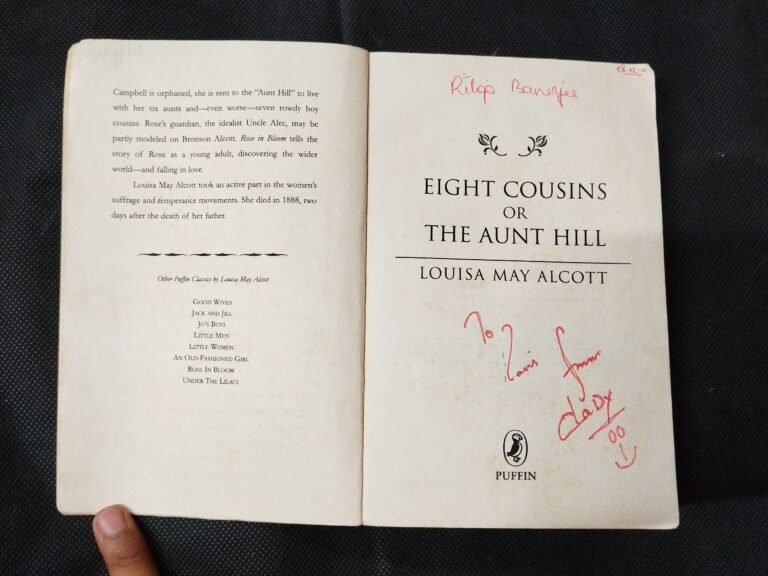 Campbell is orphaned, she is sent to the “Aunt Hill” to live
with her six aunts and—even worse—seven rowdy boy
cousins. Rose's guardian, the idealist Uncle Alec, may be
partly modeled on Bronson Alcott. Rose in Bloom tells the
story of Rose as a young adult, discovering the wider
world—and falling in love.
Louisa May Alcott took an active part in the women's
suffrage and temperance movements. She died in 1888, two
days after the death of her father.
Other Puffin Classics by Louisa May Alcott
GOOD WIVES
JACK AND JILL
JO'S BOYS
LITTLE MEN
LITTLE WOMEN
AN OLD-FASHIONED GIRL
ROSE IN BLOOM
UNDER THE LILACS
Banerjee
EIGHT COUSINS
OR
THE AUNT HILL
LOUISA MAY ALCOTT
To
from
DaDy
PUFFIN